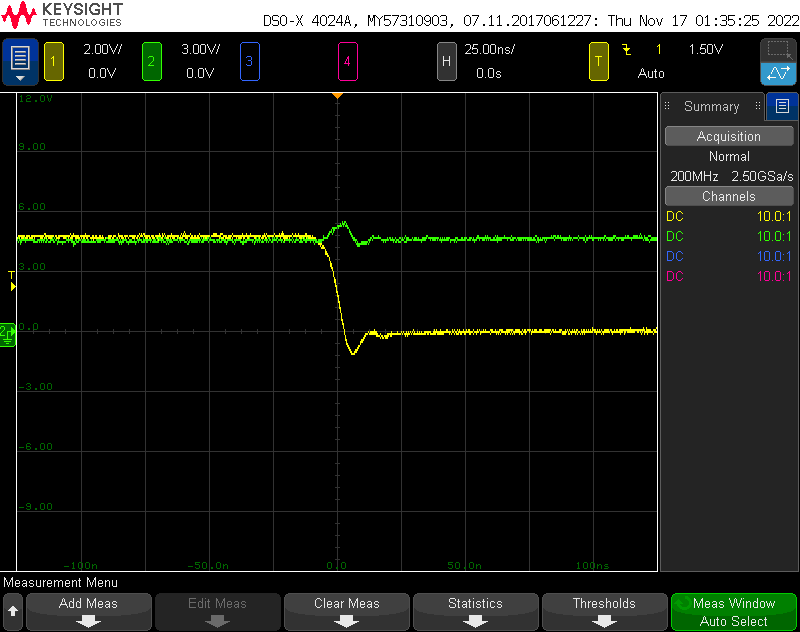 KEYSIGHT
TECHNOLOGIES
DSO-X 4024A, MY57310903, 07.11.2017061227: Thu Nov 17 01:35:25 2022
1 2.00V/ 0.0V
2 3.00V/ 0.0V
3
4
H 25.00ns/ 0.0s
T 1 1.50V
Auto
Summary
Acquisition
Normal
200MHz 2.50GSa/s
Channels
DC 10.0:1
DC 10.0:1
DC 10.0:1
DC 10.0:1
12.0V
9.00
6.00
3.00
T
2 0.0
-3.00
-6.00
-9.00
-100n -50.0n 0.0 50.0n 100ns
Measurement Menu
Add Meas
Edit Meas
Clear Meas
Statistics
Thresholds
Meas Window
Auto Select